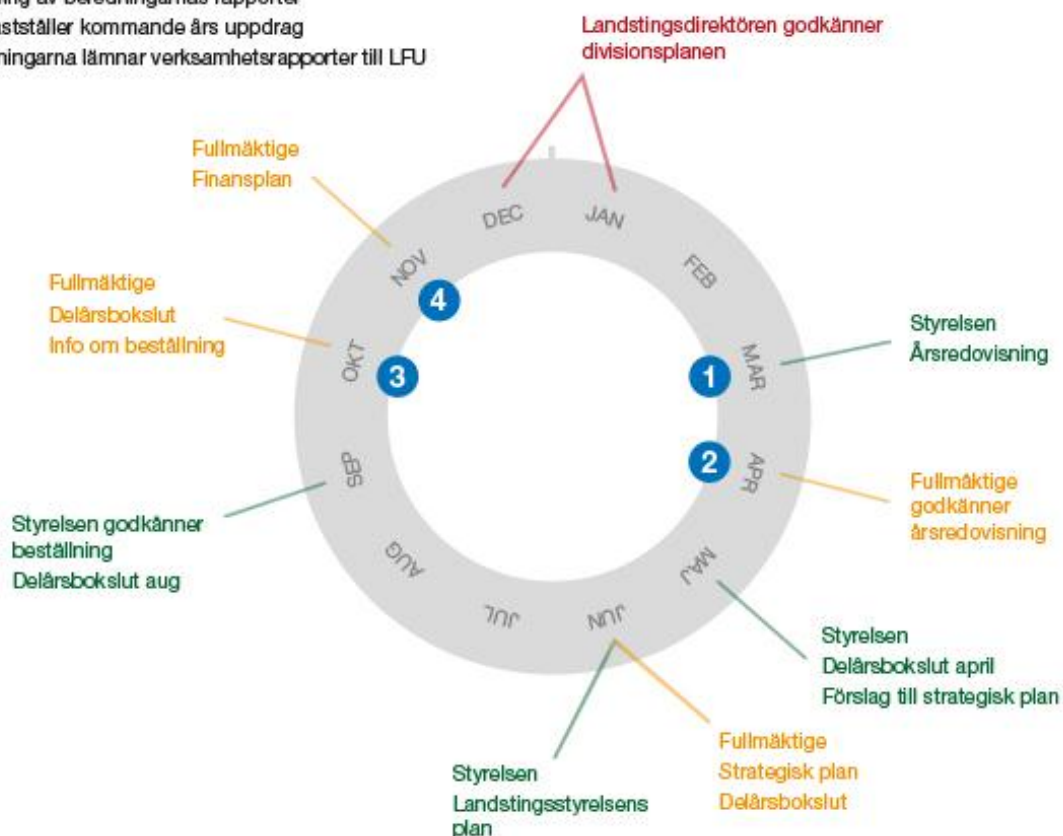 av beredningarnas rapporter
kommande års uppdrag
lämnar verksamhetsrapporter till LFU
Landstingsdirektören godkänner
divisionsplanen
Fullmäktige
Finansplan
DEC
JAN
NOV
FEB
4
Fullmäktige
Delårsbokslut
Info om beställning
OKT
3
1
MAR
Styrelsen
Årsredovisning
SEP
2
APR
Fullmäktige
godkänner
årsredovisning
Styrelsen godkänner
beställning
Delårsbokslut aug
AUG
MAJ
JUL
JUN
Styrelsen
Delårsbokslut april
Förslag till strategisk plan
Fullmäktige
Strategisk plan
Delårsbokslut
Styrelsen
Landstingsstyrelsens
plan